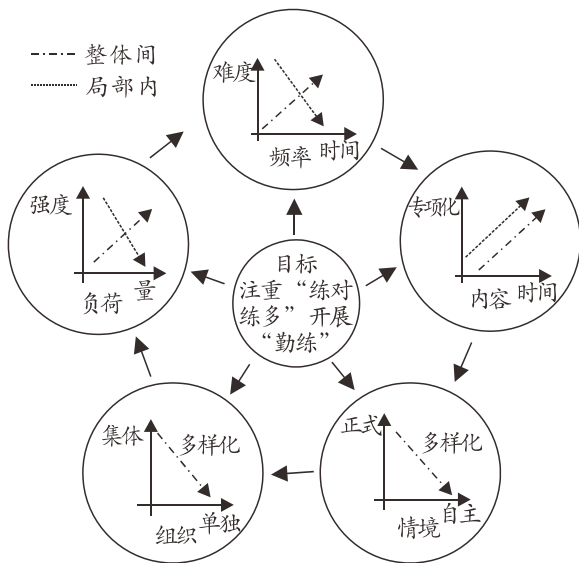 整体间
局部内
难度
频率 时间
强度
负荷 量
专项化
内容 时间
目标
注重“练对
练多”开展
“勤练”
集体
多样化
组织 单独
正式
多样化
情境 自主